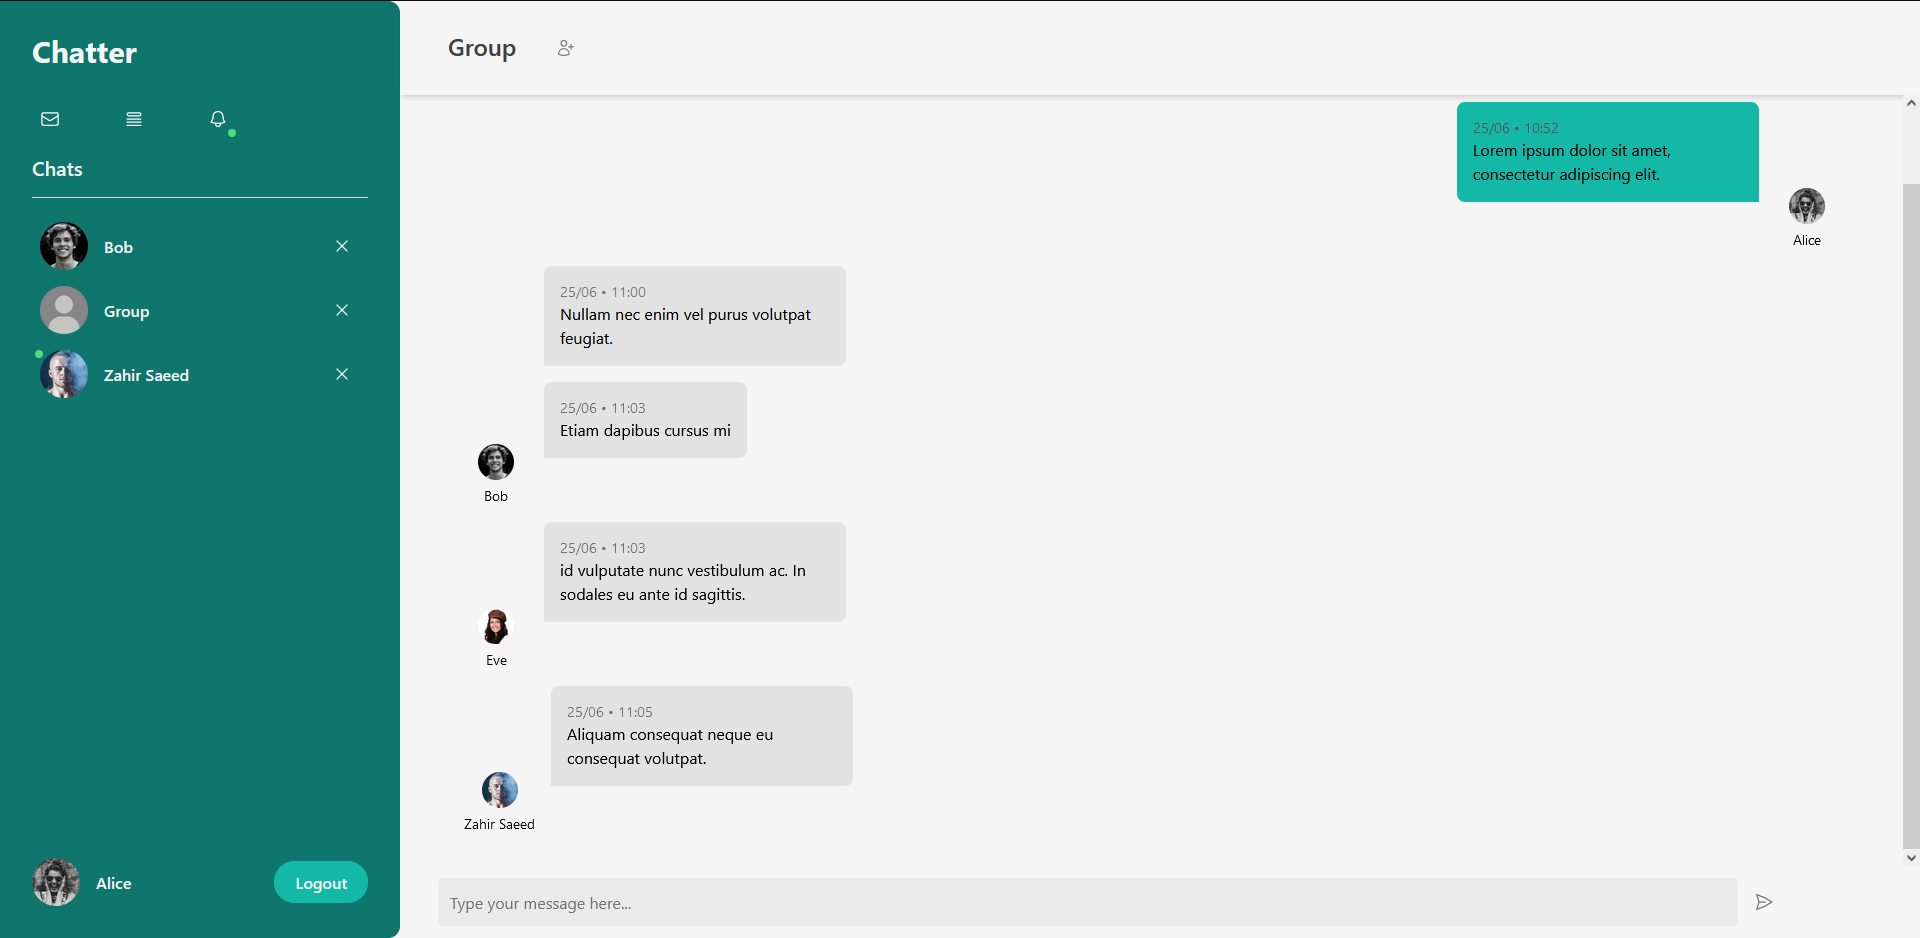 Chatter
Chats
Bob
Group
Zahir Saeed
Alice
Logout
Group
25/06 • 10:52
Lorem ipsum dolor sit amet,
consectetur adipiscing elit.
Alice
25/06 • 11:00
Nullam nec enim vel purus volutpat
feugiat.
25/06 • 11:03
Etiam dapibus cursus mi
Bob
25/06 • 11:03
id vulputate nunc vestibulum ac. In
sodales eu ante id sagittis.
Eve
25/06 • 11:05
Aliquam consequat neque eu
consequat volutpat.
Zahir Saeed
Type your message here...